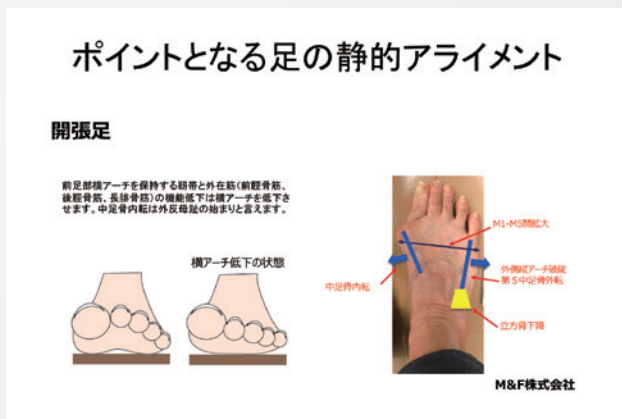 ポイントとなる足の静的アライメント
開張足
前足部横アーチを保持する靭帯と外在筋(前脛骨筋、
後脛骨筋、長腓骨筋)の機能低下は横アーチを低下さ
せます。中足骨内転は外反母趾の始まりと言えます。
横アーチ低下の状態
M1・M5間拡大
中足骨内転
外側縦アーチ破綻
第5中足骨外転
立方骨下降
M&F株式会社